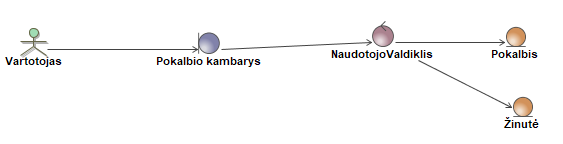 Vartotojas
Pokalbio kambarys
NaudotojoValdiklis
Pokalbis
Žinutė